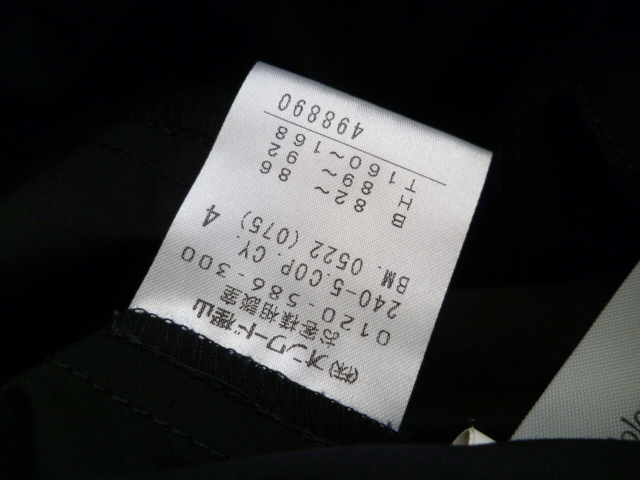 ㈱オンワード樫山
お客様相談室
0120-586-300
240-5.COP.CY.
BM. 0522 (075) 4
B 82～ 86
H 89～ 92
T160～168
498890